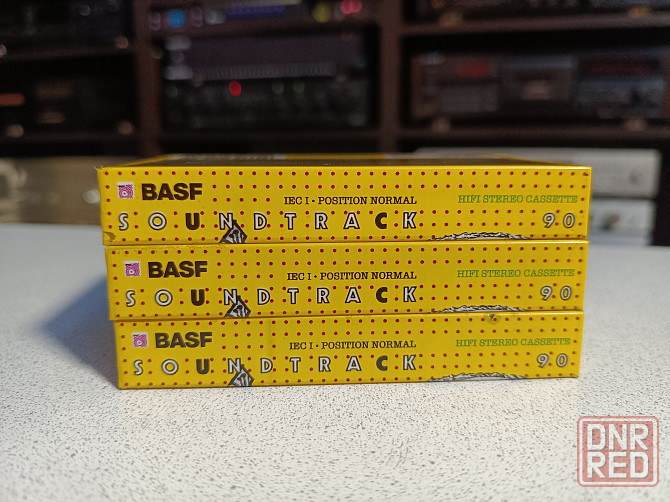 BASF
IEC I · POSITION NORMAL
HIFI STEREO CASSETTE
SOUNDTRACK
90
BASF
IEC I · POSITION NORMAL
HIFI STEREO CASSETTE
SOUNDTRACK
90
BASF
IEC I · POSITION NORMAL
HIFI STEREO CASSETTE
SOUNDTRACK
90
DNR
RED